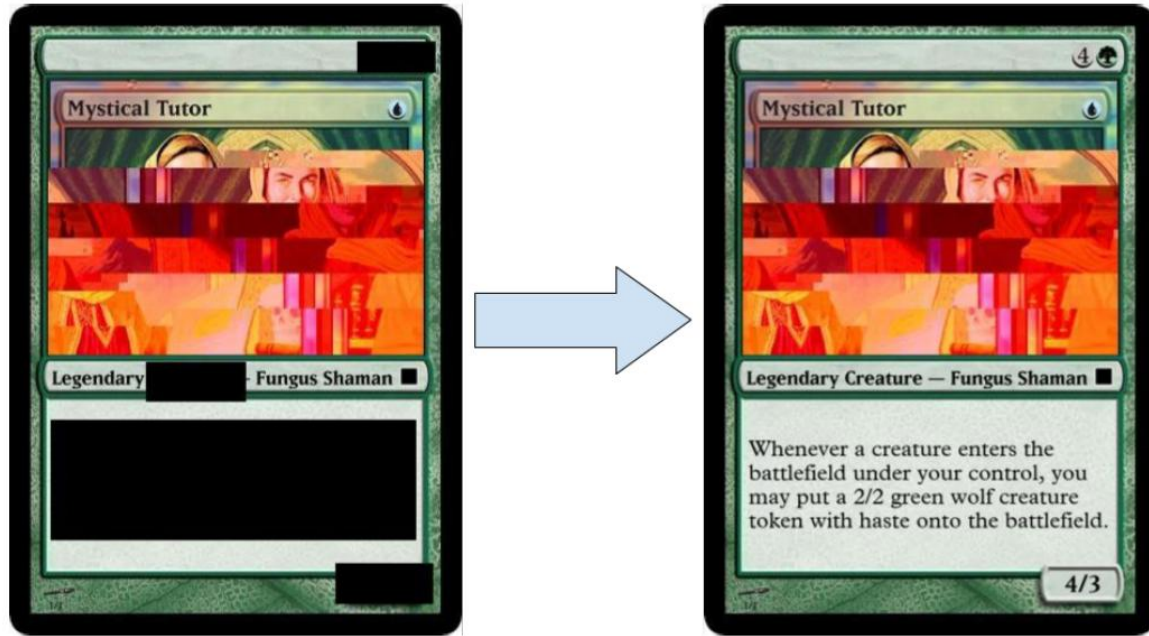 Mystical Tutor
Legendary — Fungus Shaman
4
Mystical Tutor
Legendary Creature — Fungus Shaman
Whenever a creature enters the
battlefield under your control, you
may put a 2/2 green wolf creature
token with haste onto the battlefield.
4/3